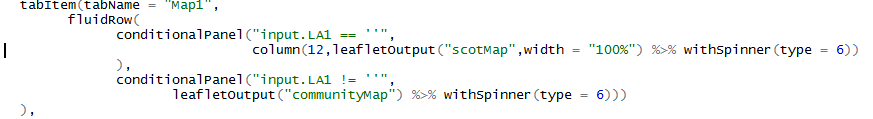 tabItem(tabName = "Map1",
fluidRow(
conditionalPanel("input.LA1 == ''",
column(12,leafletOutput("scotMap",width = "100%") %>% withSpinner(type = 6))
),
conditionalPanel("input.LA1 != ''",
leafletOutput("communityMap") %>% withSpinner(type = 6)))
),